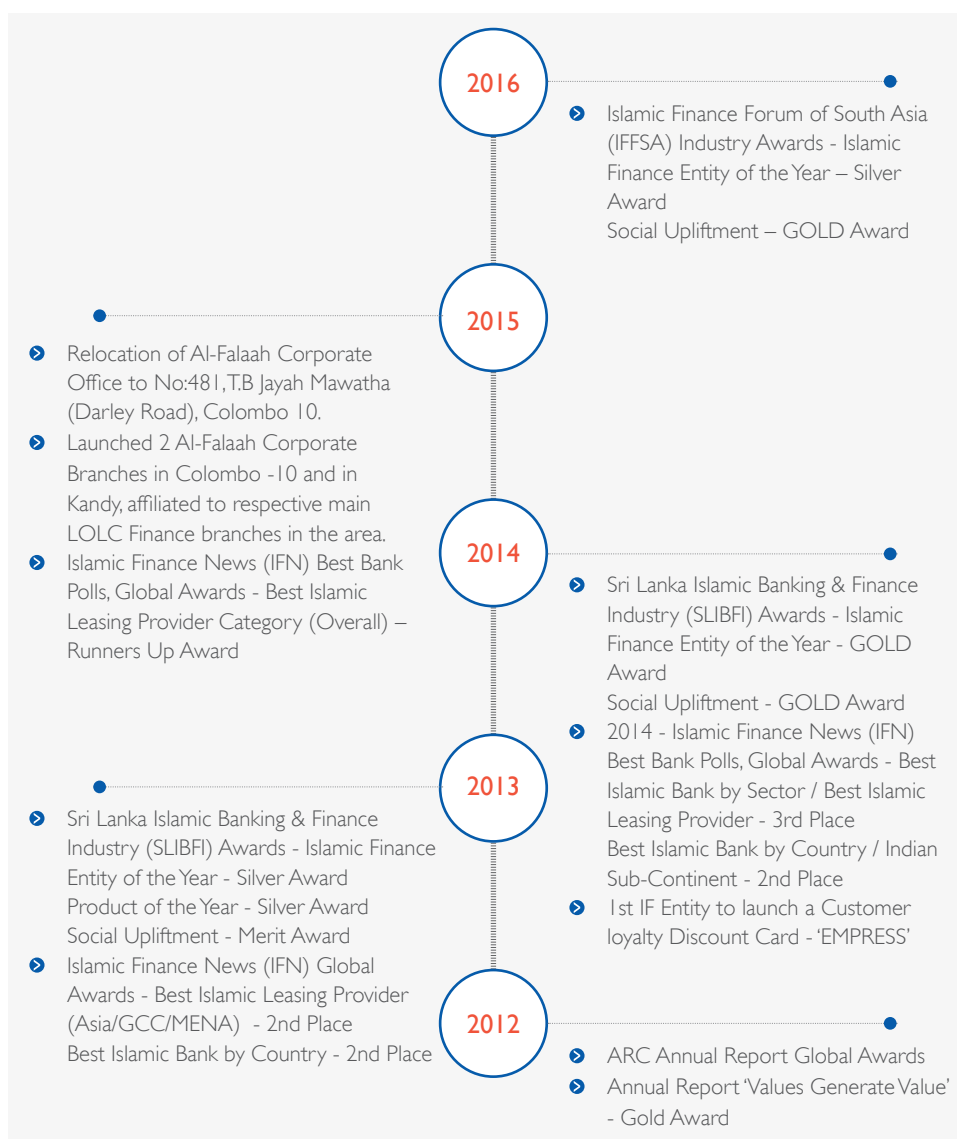 2016
Islamic Finance Forum of South Asia
(IFFSA) Industry Awards - Islamic
Finance Entity of the Year – Silver
Award
Social Upliftment – GOLD Award
2015
Relocation of Al-Falaah Corporate
Office to No:481, T.B Jayah Mawatha
(Darley Road), Colombo 10.
Launched 2 Al-Falaah Corporate
Branches in Colombo -10 and in
Kandy, affiliated to respective main
LOLC Finance branches in the area.
Islamic Finance News (IFN) Best Bank
Polls, Global Awards - Best Islamic
Leasing Provider Category (Overall) –
Runners Up Award
2014
Sri Lanka Islamic Banking & Finance
Industry (SLIBFI) Awards - Islamic
Finance Entity of the Year - GOLD
Award
Social Upliftment - GOLD Award
2014 - Islamic Finance News (IFN)
Best Bank Polls, Global Awards - Best
Islamic Bank by Sector / Best Islamic
Leasing Provider - 3rd Place
Best Islamic Bank by Country / Indian
Sub-Continent - 2nd Place
1st IF Entity to launch a Customer
loyalty Discount Card - ‘EMPRESS’
2013
Sri Lanka Islamic Banking & Finance
Industry (SLIBFI) Awards - Islamic Finance
Entity of the Year - Silver Award
Product of the Year - Silver Award
Social Upliftment - Merit Award
Islamic Finance News (IFN) Global
Awards - Best Islamic Leasing Provider
(Asia/GCC/MENA) - 2nd Place
Best Islamic Bank by Country - 2nd Place
2012
ARC Annual Report Global Awards
Annual Report ‘Values Generate Value’
- Gold Award